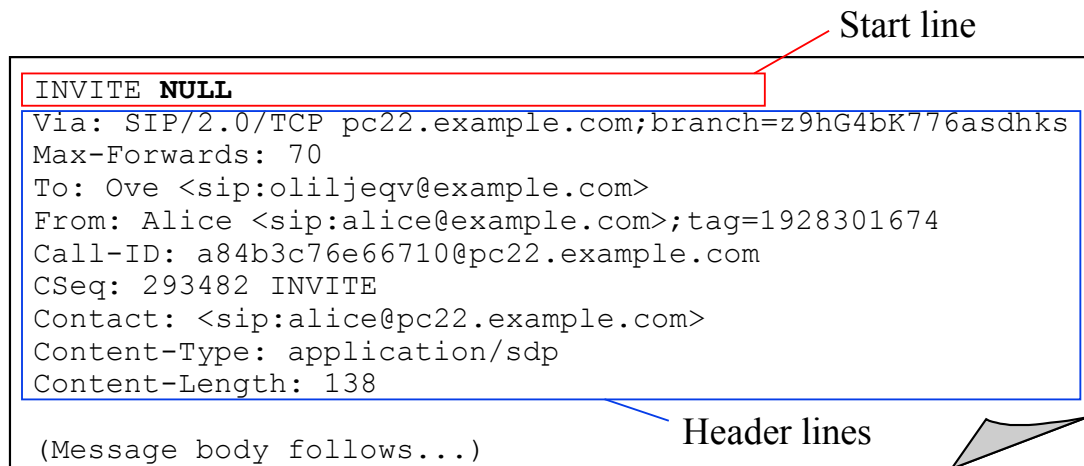 Start line
INVITE NULL
Via: SIP/2.0/TCP pc22.example.com;branch=z9hG4bK776asdhks
Max-Forwards: 70
To: Ove <sip:oliljeqv@example.com>
From: Alice <sip:alice@example.com>;tag=1928301674
Call-ID: a84b3c76e66710@pc22.example.com
CSeq: 293482 INVITE
Contact: <sip:alice@pc22.example.com>
Content-Type: application/sdp
Content-Length: 138
Header lines
(Message body follows...)